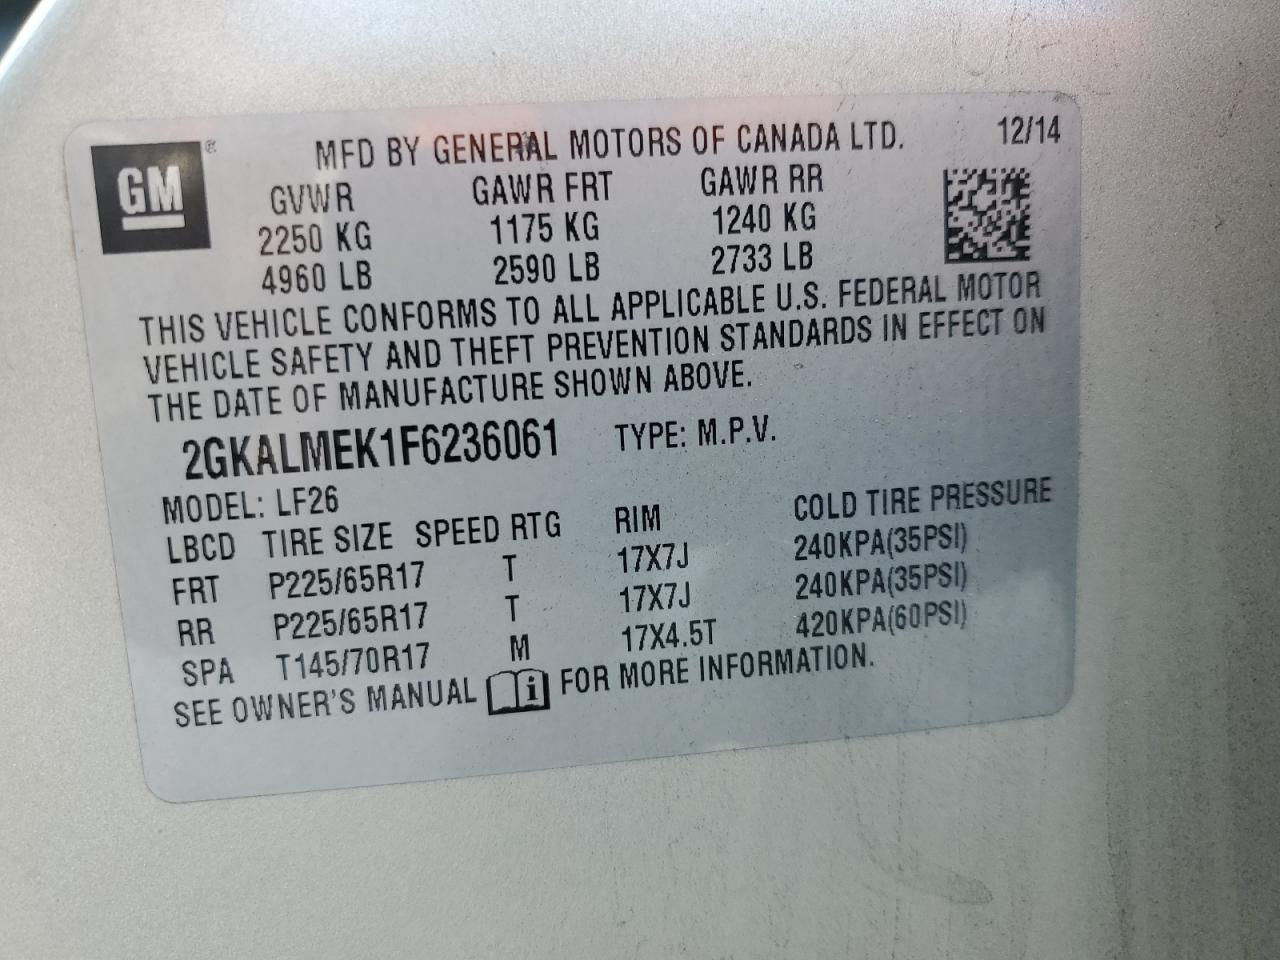 GM® MFD BY GENERAL MOTORS OF CANADA LTD. 12/14
GVWR GAWR FRT GAWR RR
2250 KG 1175 KG 1240 KG
4960 LB 2590 LB 2733 LB
THIS VEHICLE CONFORMS TO ALL APPLICABLE U.S. FEDERAL MOTOR
VEHICLE SAFETY AND THEFT PREVENTION STANDARDS IN EFFECT ON
THE DATE OF MANUFACTURE SHOWN ABOVE.
2GKALMEK1F6236061 TYPE: M.P.V.
MODEL: LF26
LBCD TIRE SIZE SPEED RTG RIM COLD TIRE PRESSURE
FRT P225/65R17 T 17X7J 240KPA(35PSI)
RR P225/65R17 T 17X7J 240KPA(35PSI)
SPA T145/70R17 M 17X4.5T 420KPA(60PSI)
SEE OWNER'S MANUAL i FOR MORE INFORMATION.